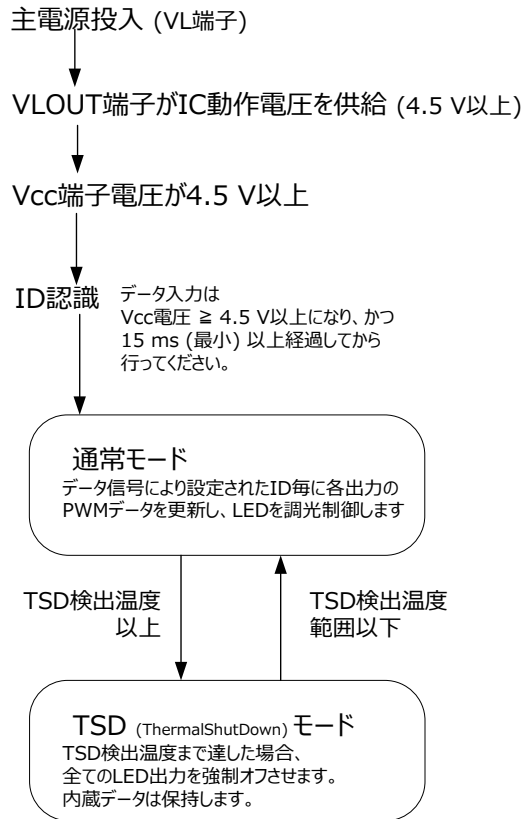 主電源投入 (VL端子)
VLOUT端子がIC動作電圧を供給 (4.5 V以上)
Vcc端子電圧が4.5 V以上
ID認識
データ入力は
Vcc電圧 ≧ 4.5 V以上になり、かつ
15 ms (最小) 以上経過してから
行ってください。
通常モード
データ信号により設定されたID毎に各出力の
PWMデータを更新し、LEDを調光制御します
TSD検出温度
以上
TSD検出温度
範囲以下
TSD (ThermalShutDown) モード
TSD検出温度まで達した場合、
全てのLED出力を強制オフさせます。
内蔵データは保持します。